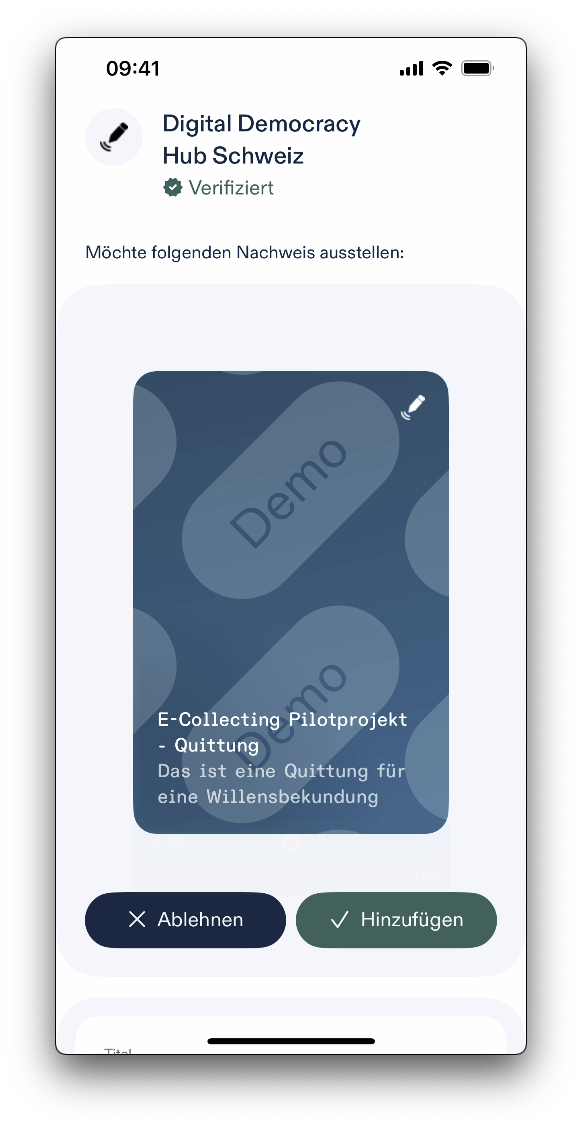 09:41
Digital Democracy
Hub Schweiz
Verifiziert
Möchte folgenden Nachweis ausstellen:
Demo
Demo
E-Collecting Pilotprojekt
- Quittung
Das ist eine Quittung für
eine Willensbekundung
Ablehnen
Hinzufügen
Titel